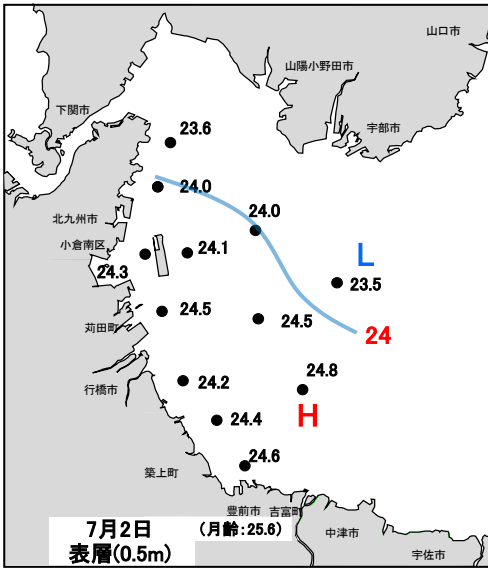 山口市
山陽小野田市
下関市
宇部市
23.6
24.0
24.0
北九州市
小倉南区
24.1
L
24.3
23.5
24.5
24.5
24
苅田町
24.2
24.8
行橋市
H
24.4
24.6
築上町
豊前市 吉富町
7月2日 (月齢:25.6)
中津市
表層(0.5m)
宇佐市